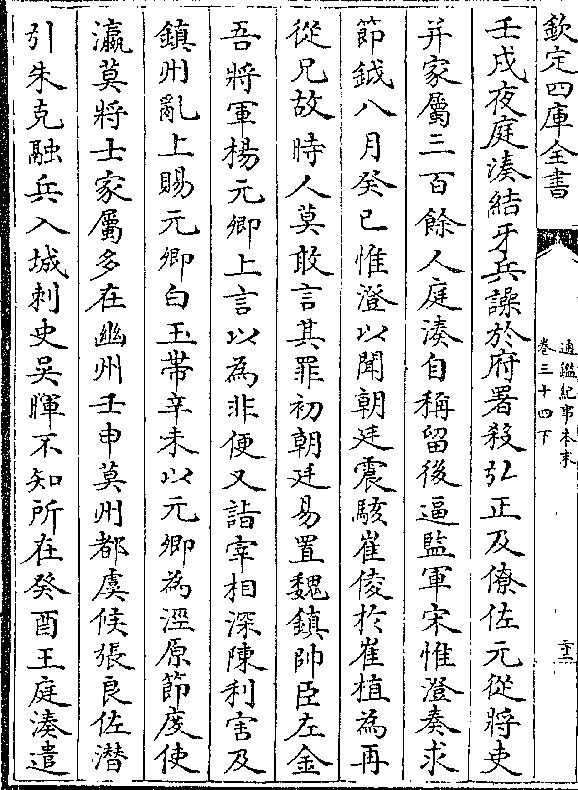 欽定四庫全書
通鑑紀事本末
卷三十四下
二十二
壬戌夜庭湊結牙兵譟於府署殺弘正及僚佐元從將吏
并家屬三百餘人庭湊自稱留後逼監軍宋惟澄奏求
節鉞八月癸巳惟澄以聞朝廷震駭崔倰於崔植為再
從兄故時人莫敢言其罪初朝廷易置魏鎮帥臣左金
吾將軍楊元卿上言以為非便又詣宰相深陳利害及
鎮州亂上賜元卿白玉帶辛未以元卿為涇原節度使
瀛莫將士家屬多在幽州壬申莫州都虞候張良佐潛
引朱克融兵入城刺史吳暉不知所在癸酉王庭湊遣